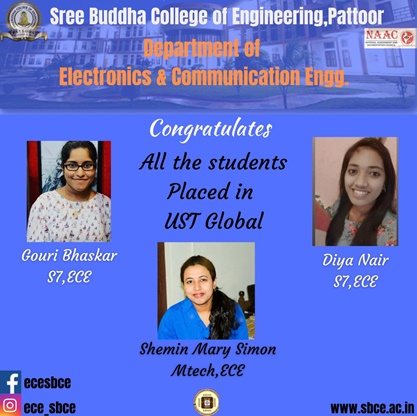 Sree Buddha College of Engineering,Pattoor
Department of
Electronics & Communication Engg.
NAAC
Congratulates
All the students
Placed in
UST Global
Gouri Bhaskar
S7,ECE
Diya Nair
S7,ECE
Shemin Mary Simon
Mtech,ECE
ecesbce
ece_sbce
www.sbce.ac.in